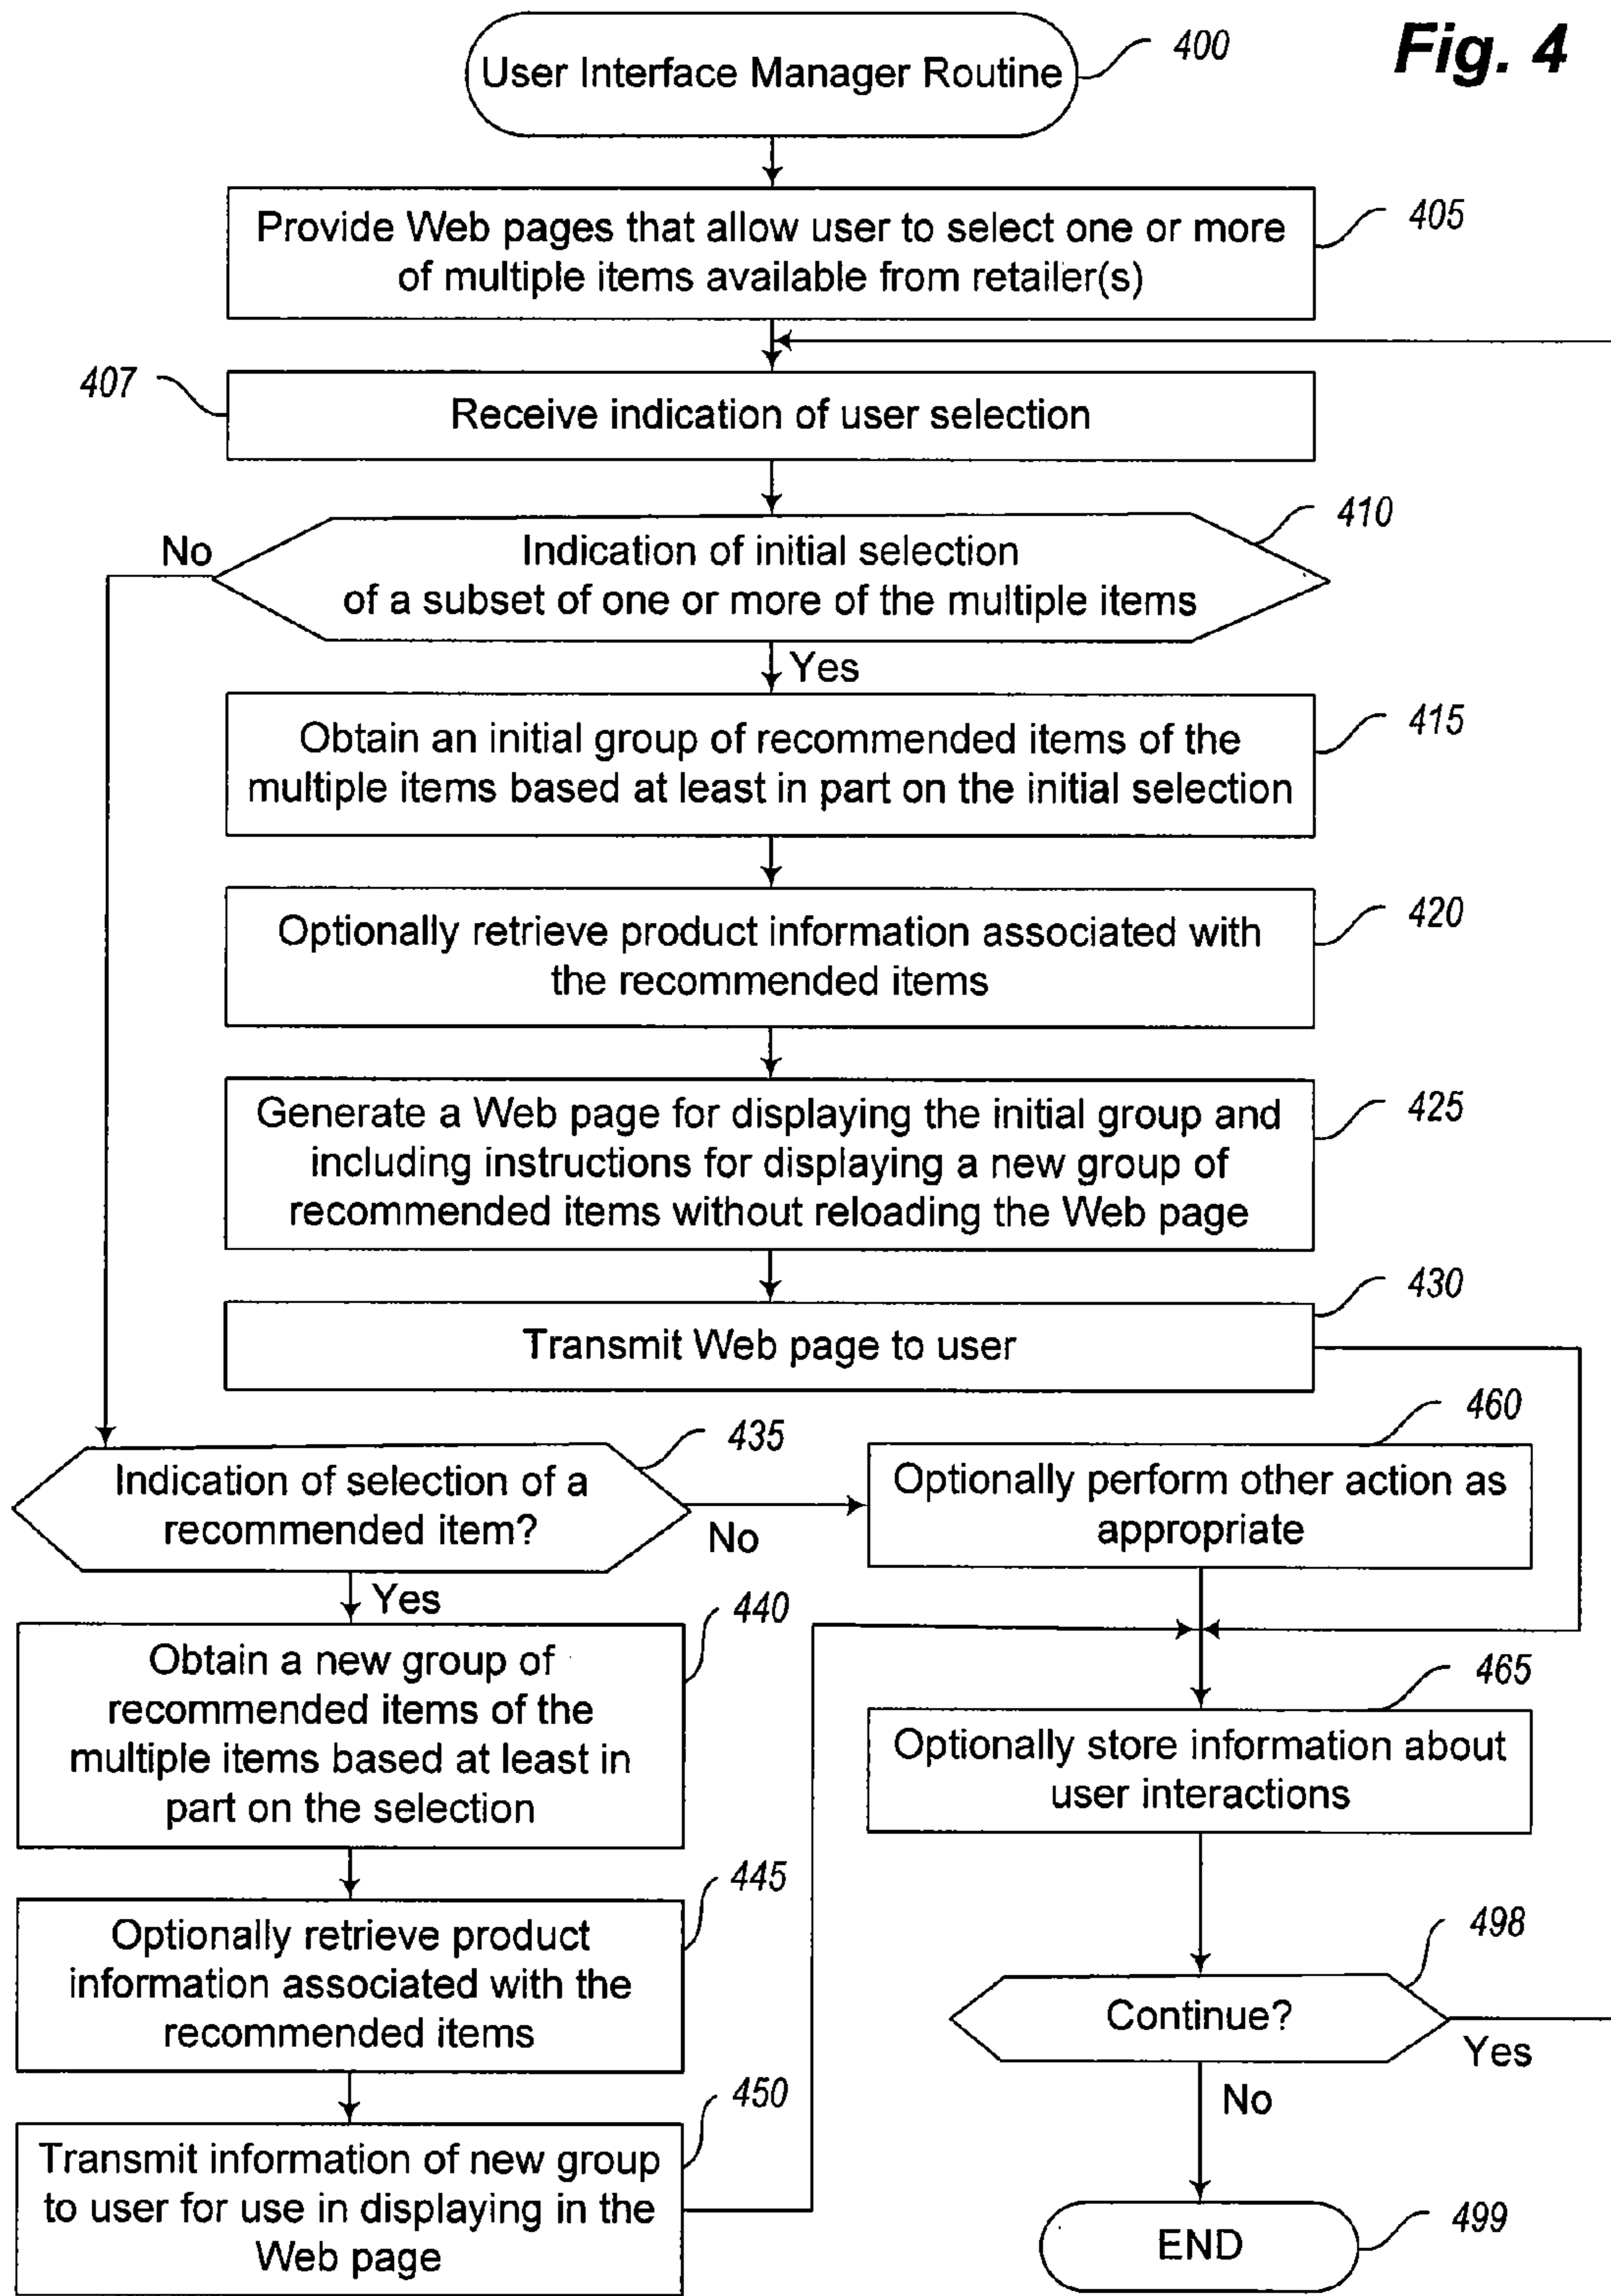 Fig. 4
User Interface Manager Routine
400
Provide Web pages that allow user to select one or more
of multiple items available from retailer(s)
405
407
Receive indication of user selection
410
No
Indication of initial selection
of a subset of one or more of the multiple items
Yes
Obtain an initial group of recommended items of the
multiple items based at least in part on the initial selection
415
Optionally retrieve product information associated with
the recommended items
420
Generate a Web page for displaying the initial group and
including instructions for displaying a new group of
recommended items without reloading the Web page
425
430
Transmit Web page to user
435
Indication of selection of a
recommended item?
No
460
Optionally perform other action as
appropriate
Yes
440
Obtain a new group of
recommended items of the
multiple items based at least in
part on the selection
465
Optionally store information about
user interactions
445
Optionally retrieve product
information associated with the
recommended items
498
Continue?
Yes
No
450
Transmit information of new group
to user for use in displaying in the
Web page
END
499